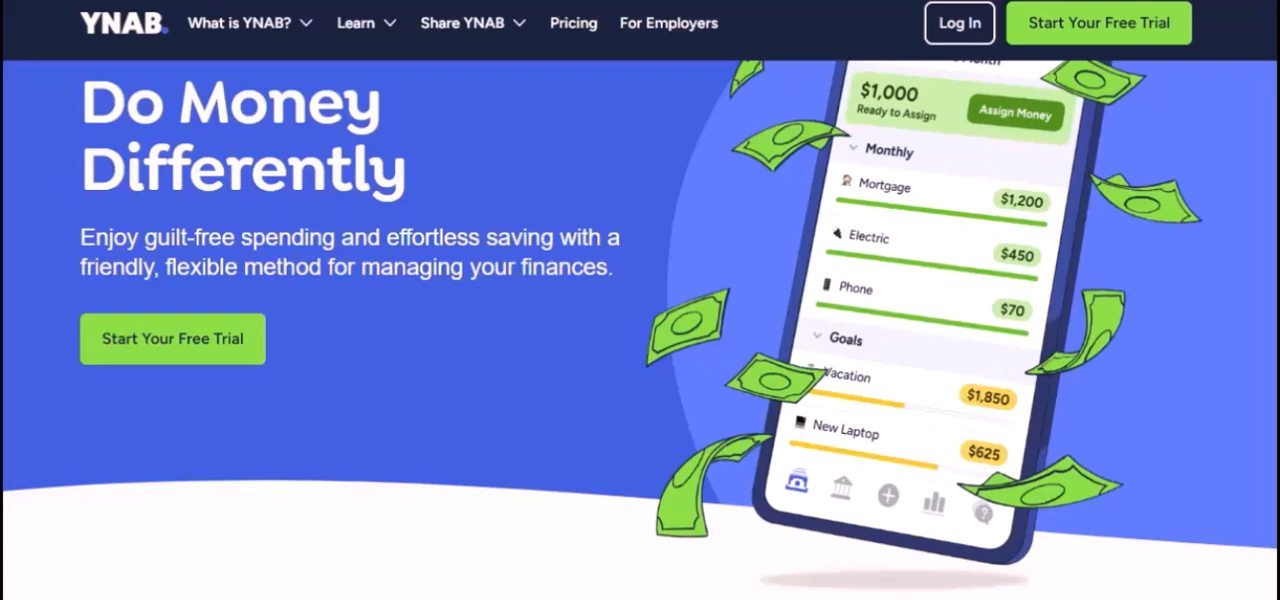 YNAB.
What is YNAB?
Learn
Share YNAB
Pricing
For Employers
Log In
Start Your Free Trial
Do Money
Differently
Enjoy guilt-free spending and effortless saving with a
friendly, flexible method for managing your finances.
Start Your Free Trial
Month
$1,000
Ready to Assign
Assign Money
Monthly
Mortgage
$1,200
Electric
$450
Phone
$70
Goals
Vacation
$1,850
New Laptop
$625